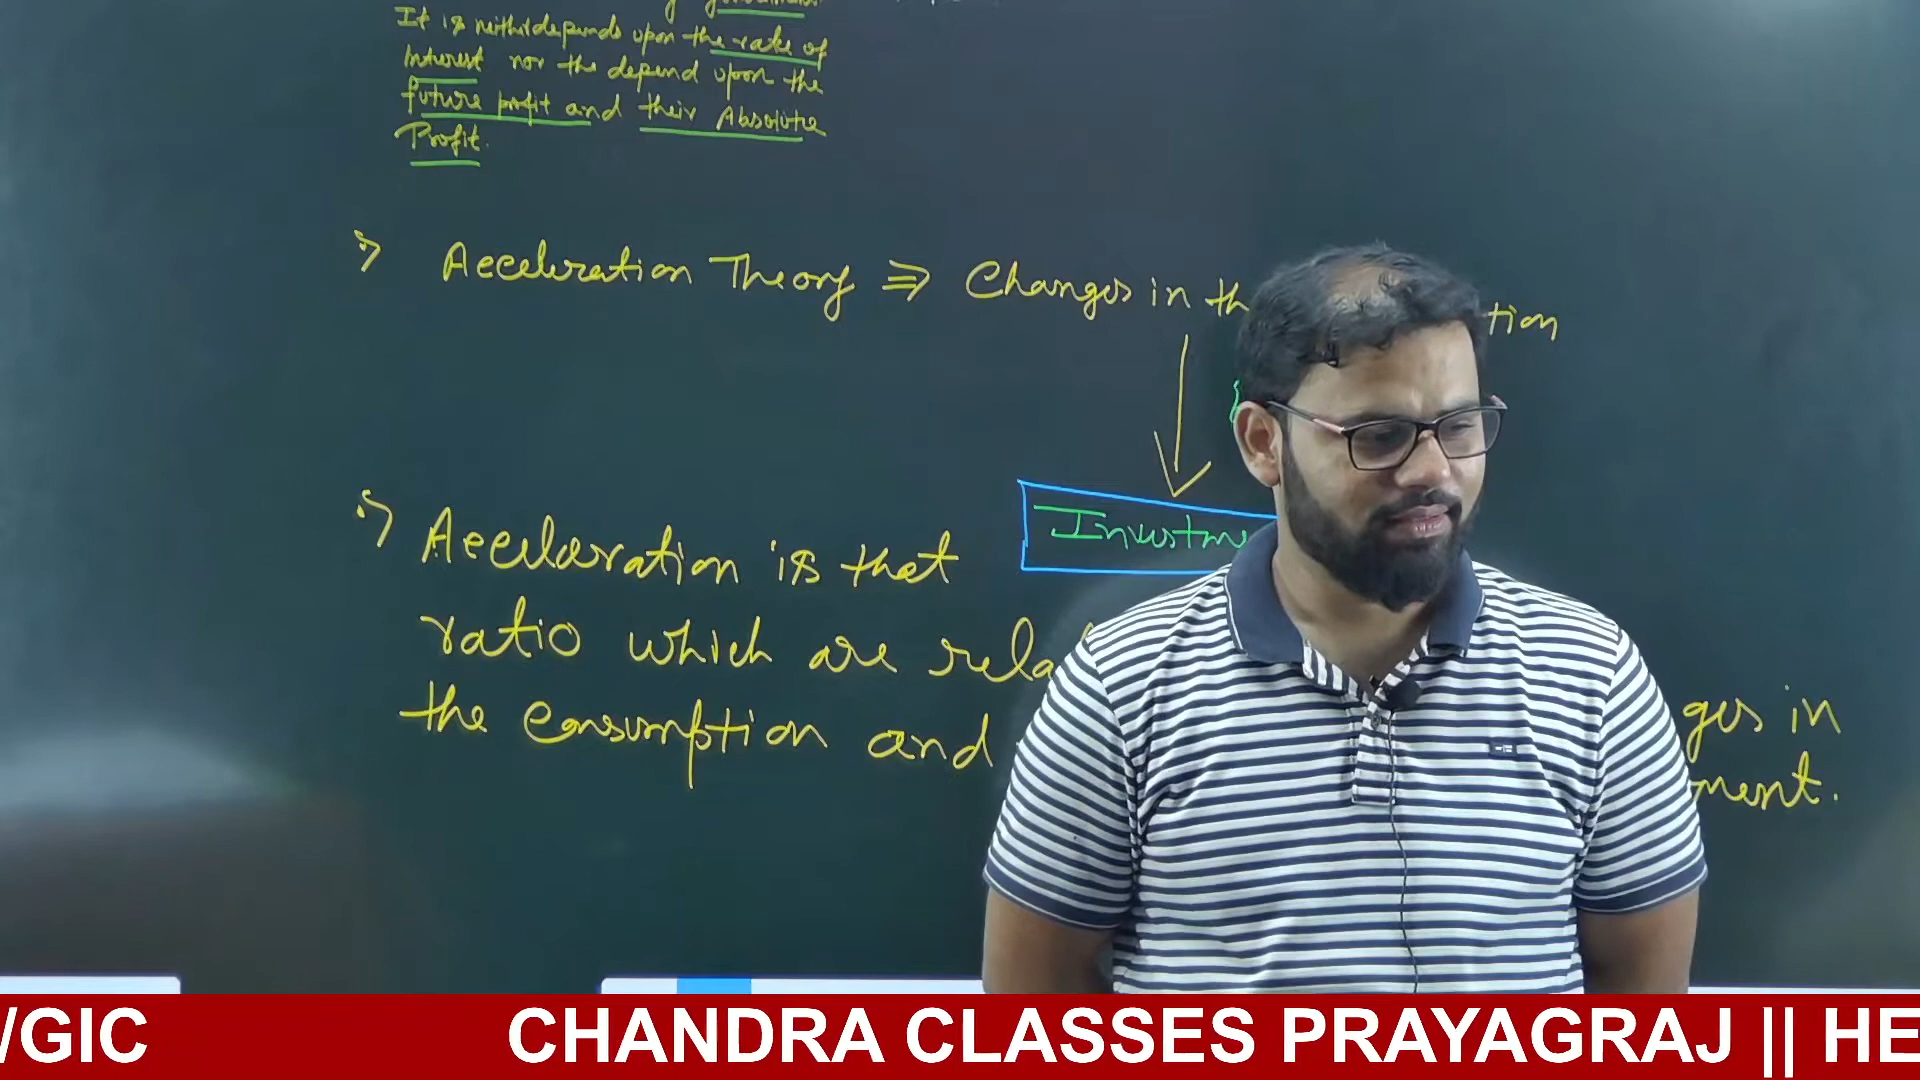 It is neither depends upon the rate of
Interest nor the depend upon the
future profit and their Absolute
Profit.
Acceleration Theory ⇒ Changes in th
tion
Investme
Acceleration is that
ratio which are rela
the consumption and
ges in
ment.
/GIC CHANDRA CLASSES PRAYAGRAJ || HE